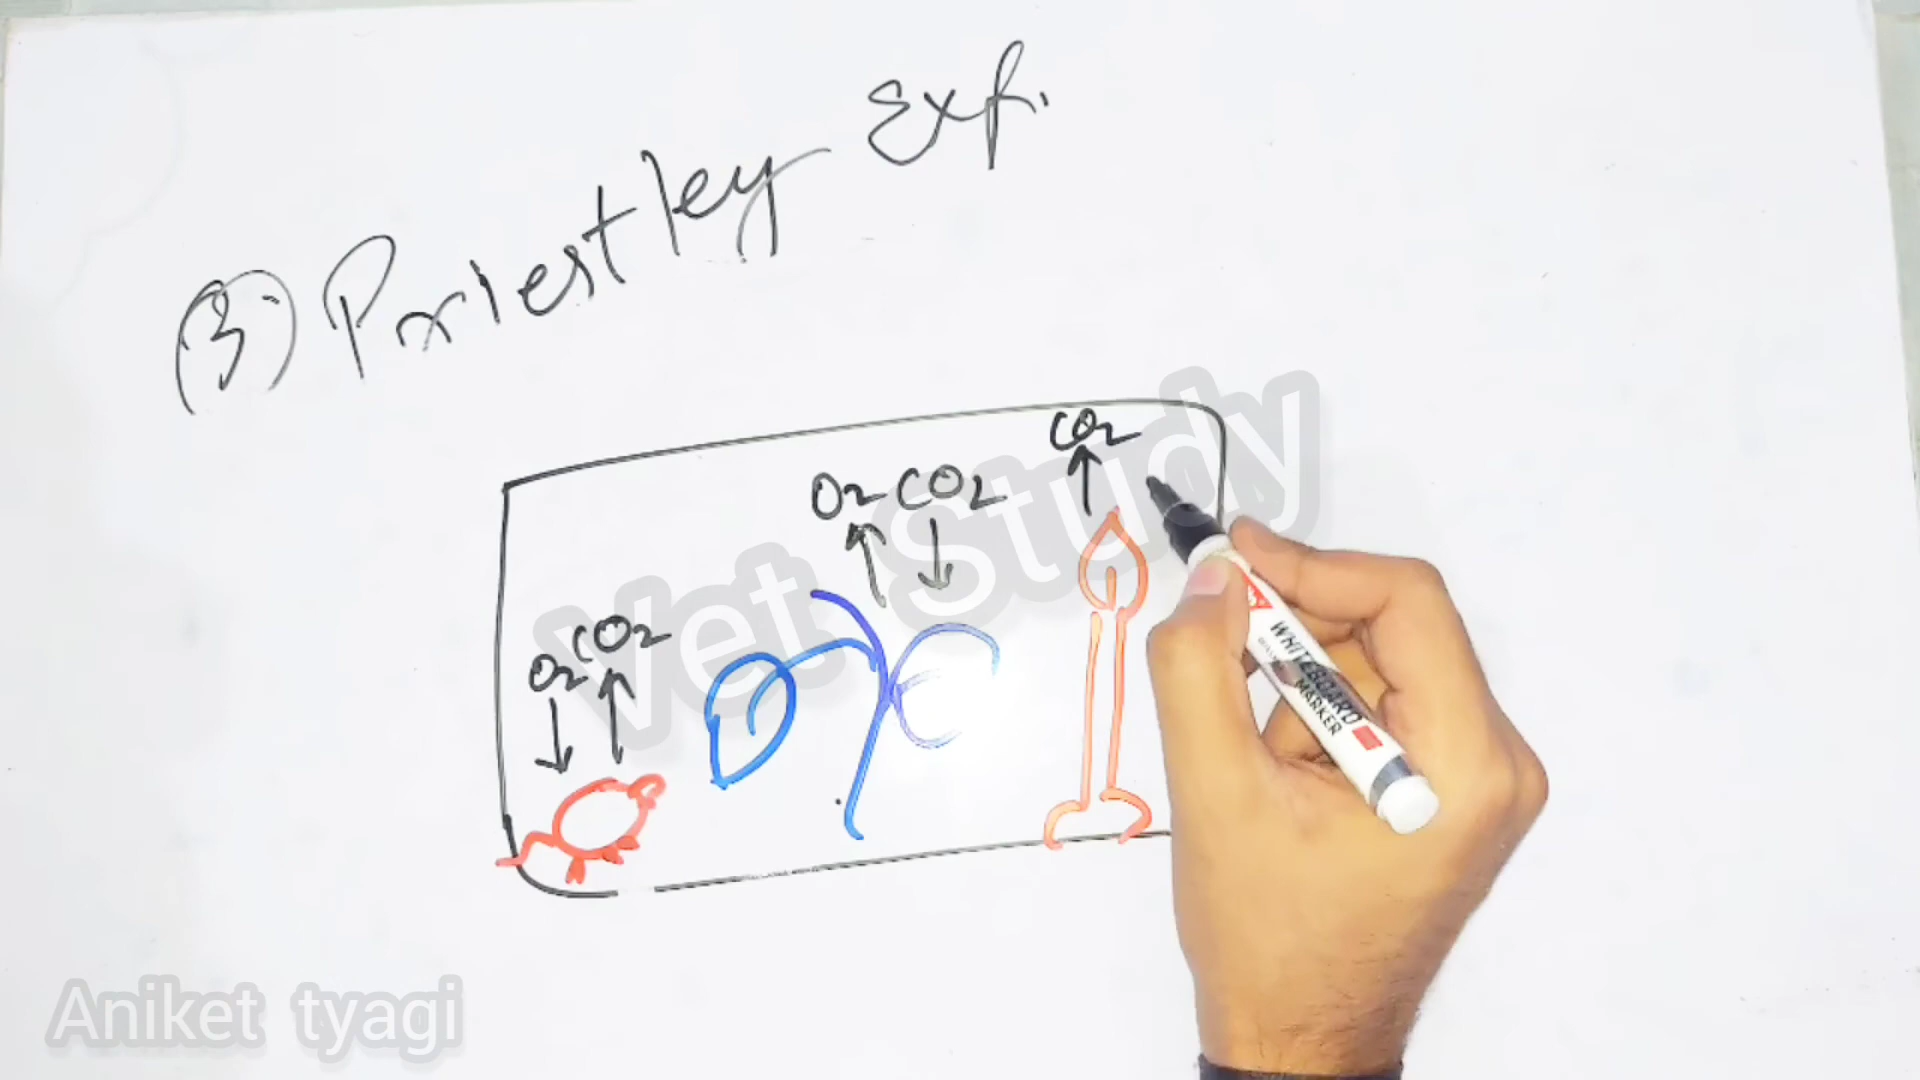 (3) Priestley Exp.
CO2
O2 CO2
O2 CO2
Vet Study
WHITEBOARD
MARKER
Aniket tyagi